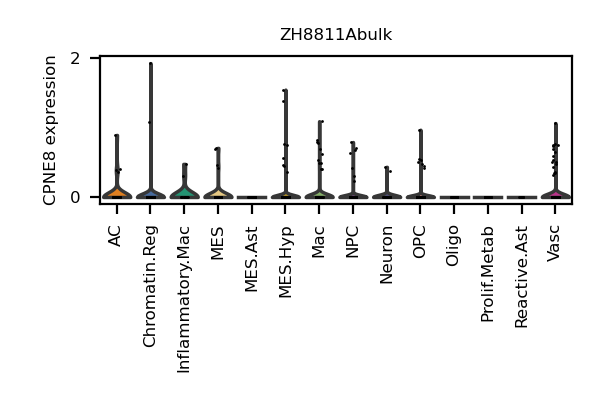 ZH8811Abulk
CPNE8 expression
2
0
AC
Chromatin.Reg
Inflammatory.Mac
MES
MES.Ast
MES.Hyp
Mac
NPC
Neuron
OPC
Oligo
Prolif.Metab
Reactive.Ast
Vasc